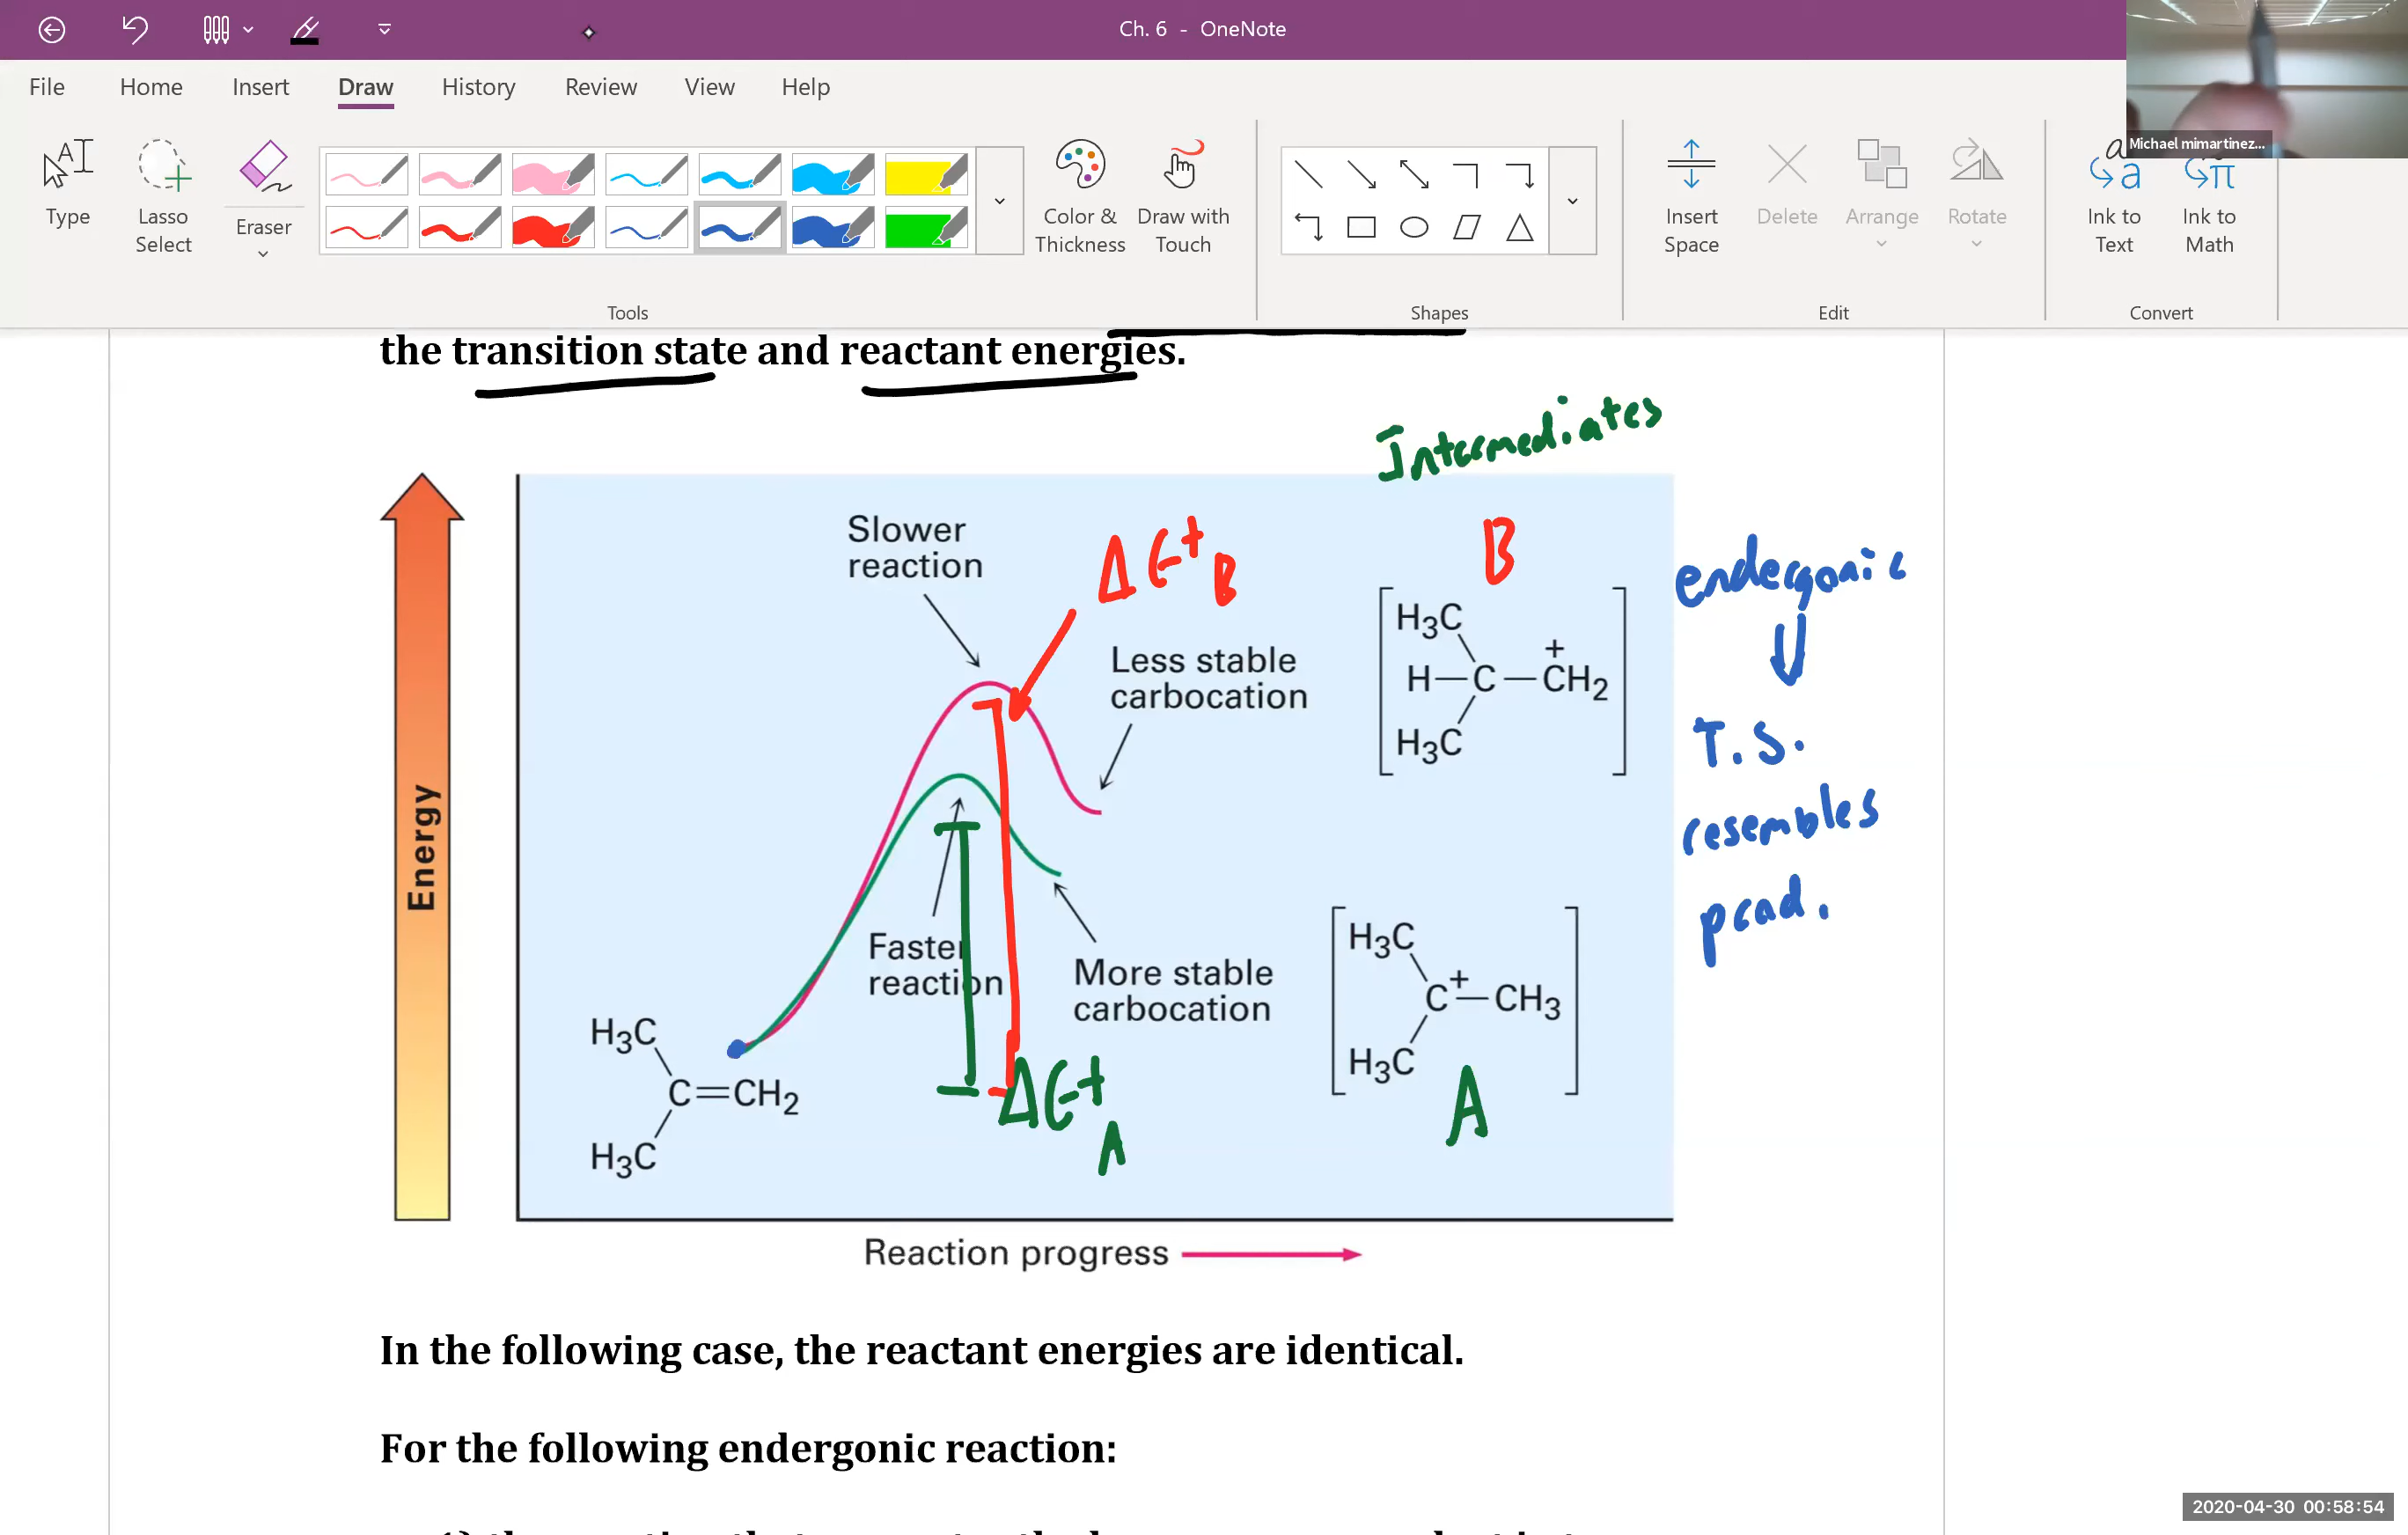 Ch. 6 - OneNote
File Home Insert Draw History Review View Help
Michael mimartinez...
Type
Lasso
Select
Eraser
Color &
Thickness
Draw with
Touch
Insert
Space
Delete
Arrange
Rotate
Ink to
Text
Ink to
Math
Tools
Shapes
Edit
Convert
the transition state and reactant energies.
Intermediates
Energy
Slower
reaction
ΔE‡B
B
H3C
H—C—CH2
+
H3C
Less stable
carbocation
endergonic
T.S.
resembles
prod.
Faster
reaction
More stable
carbocation
H3C
C+—CH3
H3C
A
H3C
C=CH2
H3C
ΔE‡A
Reaction progress
In the following case, the reactant energies are identical.
For the following endergonic reaction:
2020-04-30 00:58:54